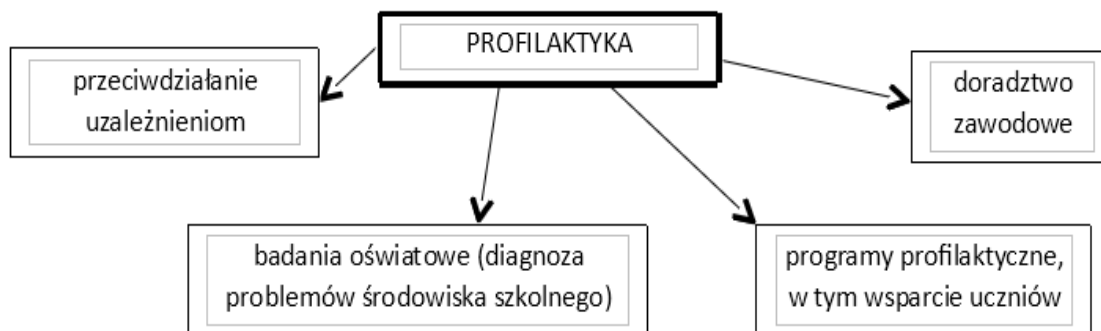 PROFILAKTYKA
przeciwdziałanie
uzależnieniom
doradztwo
zawodowe
badania oświatowe (diagnoza
problemów środowiska szkolnego)
programy profilaktyczne,
w tym wsparcie uczniów